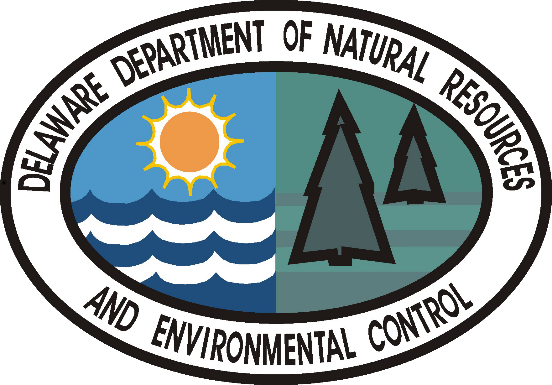 DELAWARE DEPARTMENT OF NATURAL RESOURCES
AND ENVIRONMENTAL CONTROL